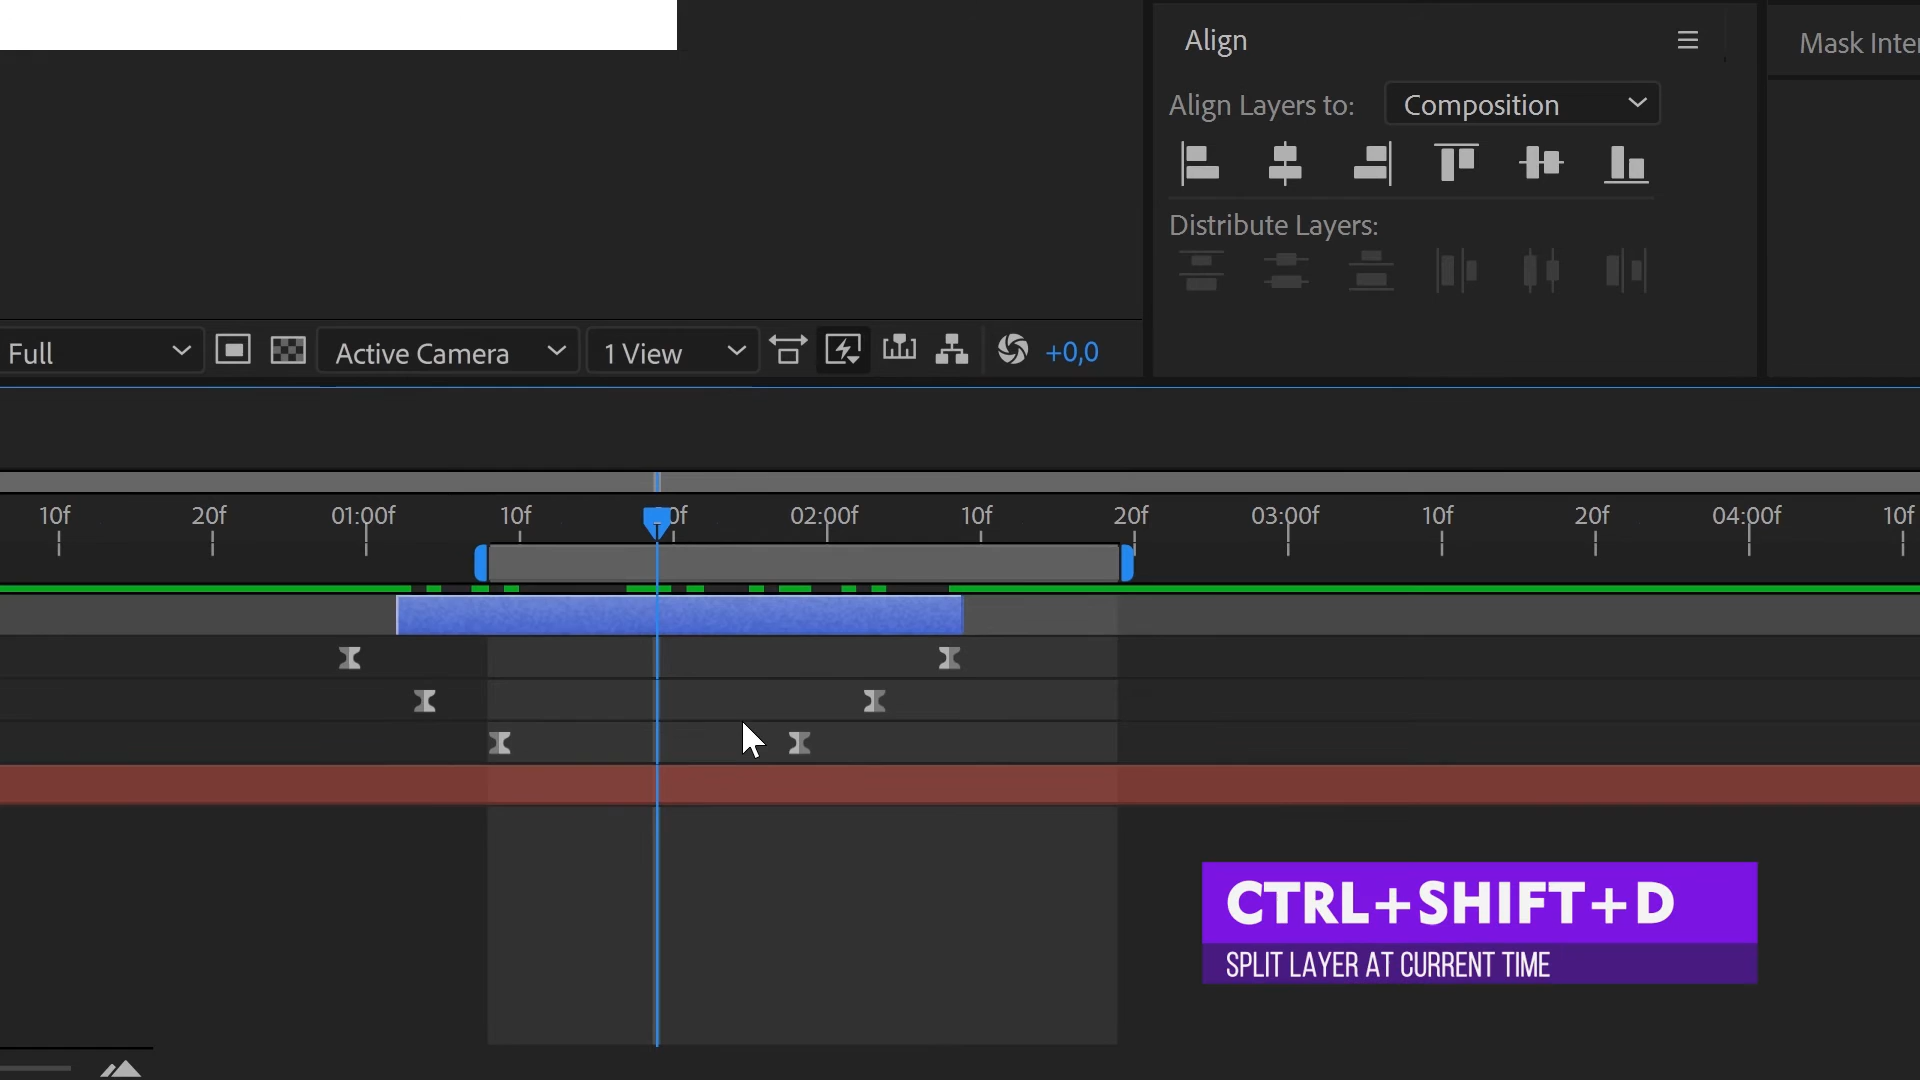 Align
Mask Inter
Align Layers to:
Composition
Distribute Layers:
Full
Active Camera
1 View
+0,0
10f
20f
01:00f
10f
0f
02:00f
10f
20f
03:00f
10f
20f
04:00f
10f
CTRL+SHIFT+D
SPLIT LAYER AT CURRENT TIME